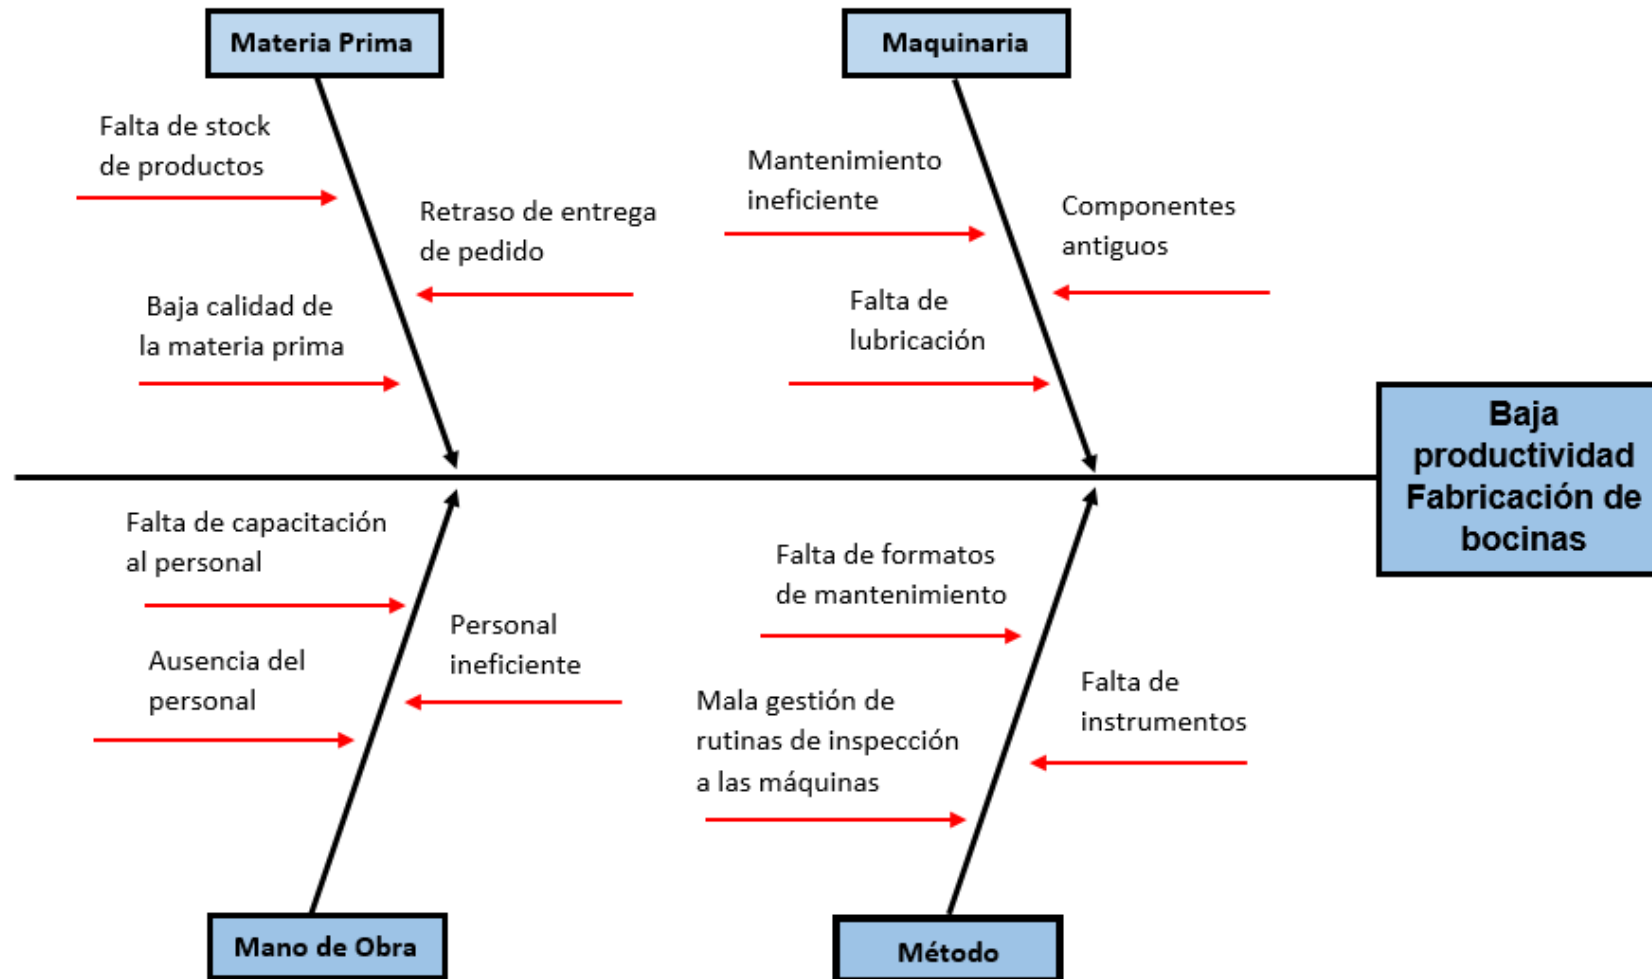 Materia Prima
Maquinaria
Falta de stock
de productos
Retraso de entrega
de pedido
Baja calidad de
la materia prima
Mantenimiento
ineficiente
Componentes
antiguos
Falta de
lubricación
Baja
productividad
Fabricación de
bocinas
Falta de capacitación
al personal
Personal
ineficiente
Ausencia del
personal
Falta de formatos
de mantenimiento
Falta de
instrumentos
Mala gestión de
rutinas de inspección
a las máquinas
Mano de Obra
Método